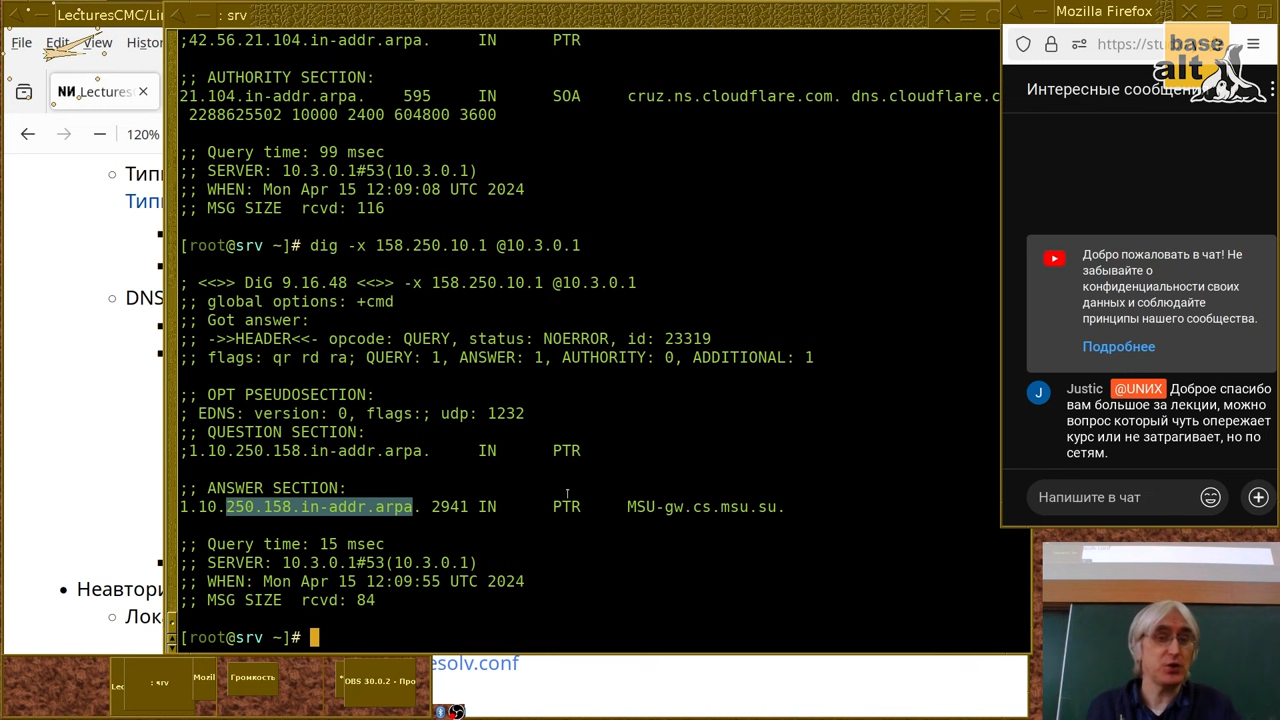 LecturesCMC/Li
: srv
Mozilla Firefox
File Edit View Histor
Lectures
120%
Тип
Тип
DNS
Неавтори
Лок
;42.56.21.104.in-addr.arpa. IN PTR
;; AUTHORITY SECTION:
21.104.in-addr.arpa. 595 IN SOA cruz.ns.cloudflare.com. dns.cloudflare.c
2288625502 10000 2400 604800 3600
;; Query time: 99 msec
;; SERVER: 10.3.0.1#53(10.3.0.1)
;; WHEN: Mon Apr 15 12:09:08 UTC 2024
;; MSG SIZE rcvd: 116
[root@srv ~]# dig -x 158.250.10.1 @10.3.0.1
; <<>> DiG 9.16.48 <<>> -x 158.250.10.1 @10.3.0.1
;; global options: +cmd
;; Got answer:
;; ->>HEADER<<- opcode: QUERY, status: NOERROR, id: 23319
;; flags: qr rd ra; QUERY: 1, ANSWER: 1, AUTHORITY: 0, ADDITIONAL: 1
;; OPT PSEUDOSECTION:
; EDNS: version: 0, flags:; udp: 1232
;; QUESTION SECTION:
;1.10.250.158.in-addr.arpa. IN PTR
;; ANSWER SECTION:
1.10.250.158.in-addr.arpa. 2941 IN PTR MSU-gw.cs.msu.su.
;; Query time: 15 msec
;; SERVER: 10.3.0.1#53(10.3.0.1)
;; WHEN: Mon Apr 15 12:09:55 UTC 2024
;; MSG SIZE rcvd: 84
[root@srv ~]#
esolv.conf
Lec
: srv
Mozil
Громкость
OBS 30.0.2 - Про
https://stu
base
alt
Интересные сообщен
Добро пожаловать в чат! Не
забывайте о
конфиденциальности своих
данных и соблюдайте
принципы нашего сообщества.
Подробнее
J
Justic @UNИX Доброе спасибо
вам большое за лекции, можно
вопрос который чуть опережает
курс или не затрагивает, но по
сетям.
Напишите в чат